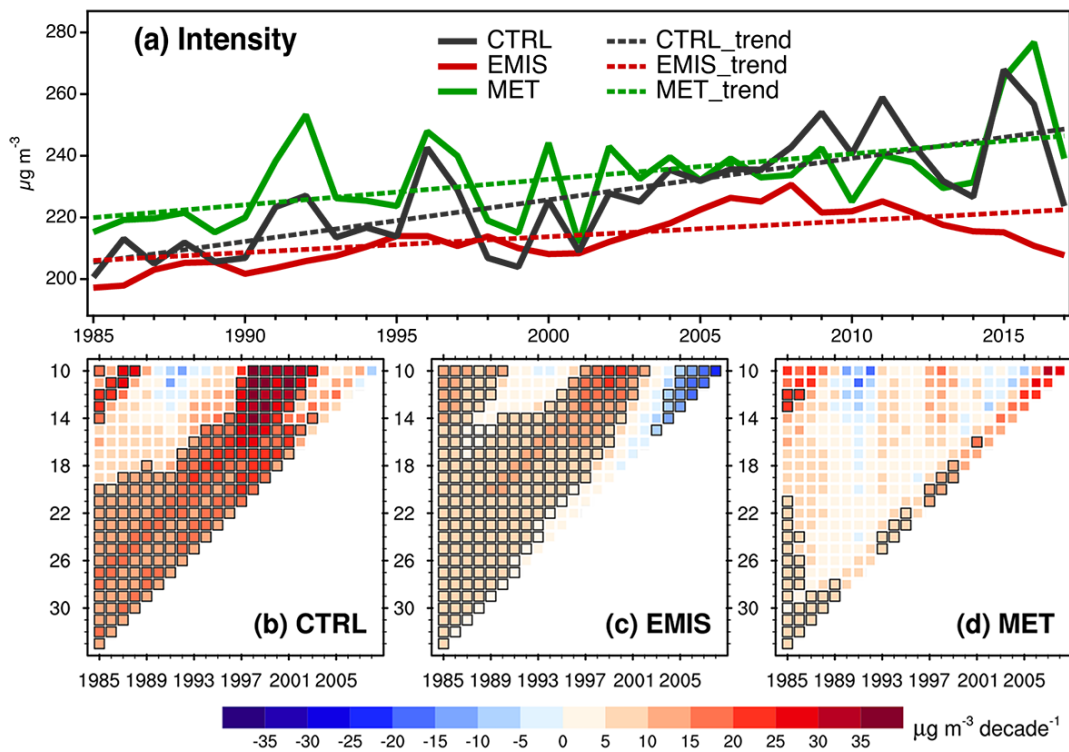 (a) Intensity
CTRL
EMIS
MET
CTRL_trend
EMIS_trend
MET_trend
280
260
240
220
200
µg m⁻³
1985 1990 1995 2000 2005 2010 2015
10
14
18
22
26
30
(b) CTRL
1985 1989 1993 1997 2001 2005
10
14
18
22
26
30
(c) EMIS
1985 1989 1993 1997 2001 2005
10
14
18
22
26
30
(d) MET
1985 1989 1993 1997 2001 2005
-35 -30 -25 -20 -15 -10 -5 0 5 10 15 20 25 30 35
µg m⁻³ decade⁻¹